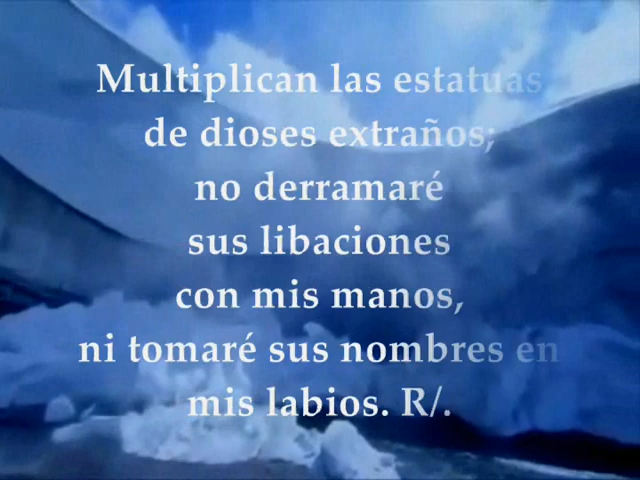 Multiplican las estatuas
de dioses extraños;
no derramaré
sus libaciones
con mis manos,
ni tomaré sus nombres en
mis labios. R/.